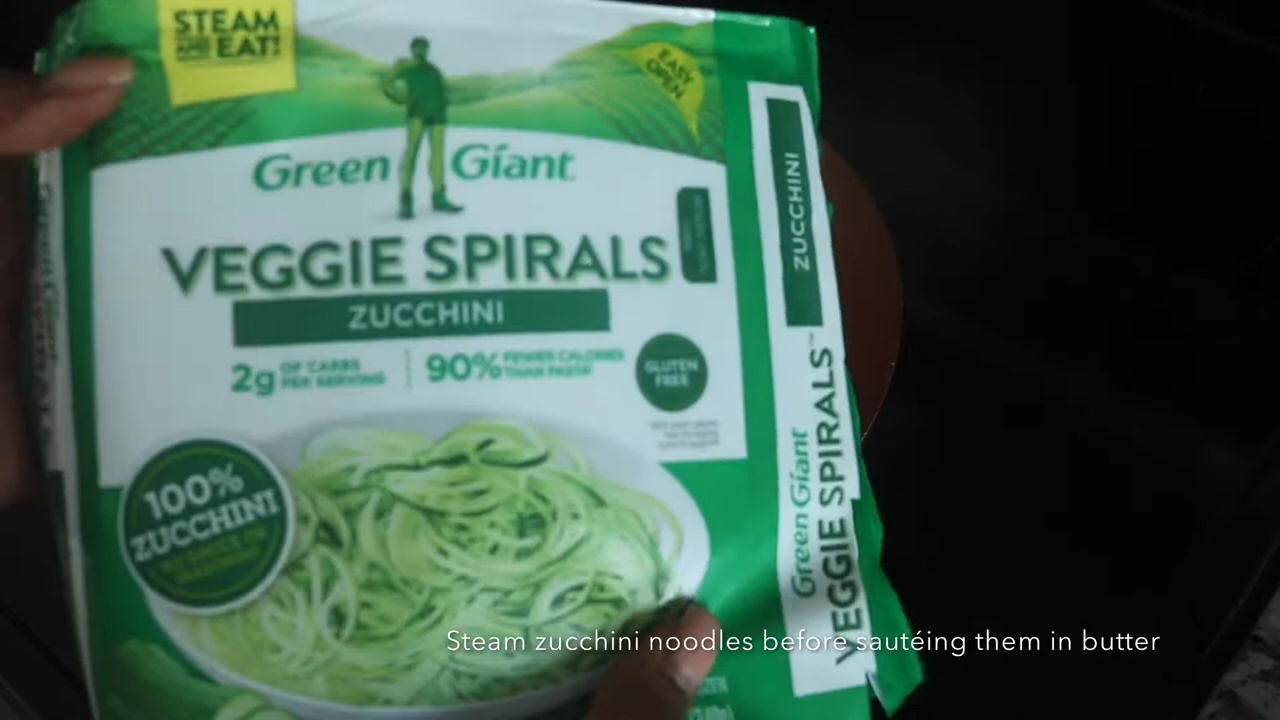 STEAM
AND EAT!
EASY
OPEN
Green Giant
VEGGIE SPIRALS
ZUCCHINI
2g OF CARBS
PER SERVING
90% FEWER CALORIES
THAN PASTA
GLUTEN
FREE
100%
ZUCCHINI
ZUCCHINI
Green Giant
VEGGIE SPIRALS™
Steam zucchini noodles before sautéing them in butter